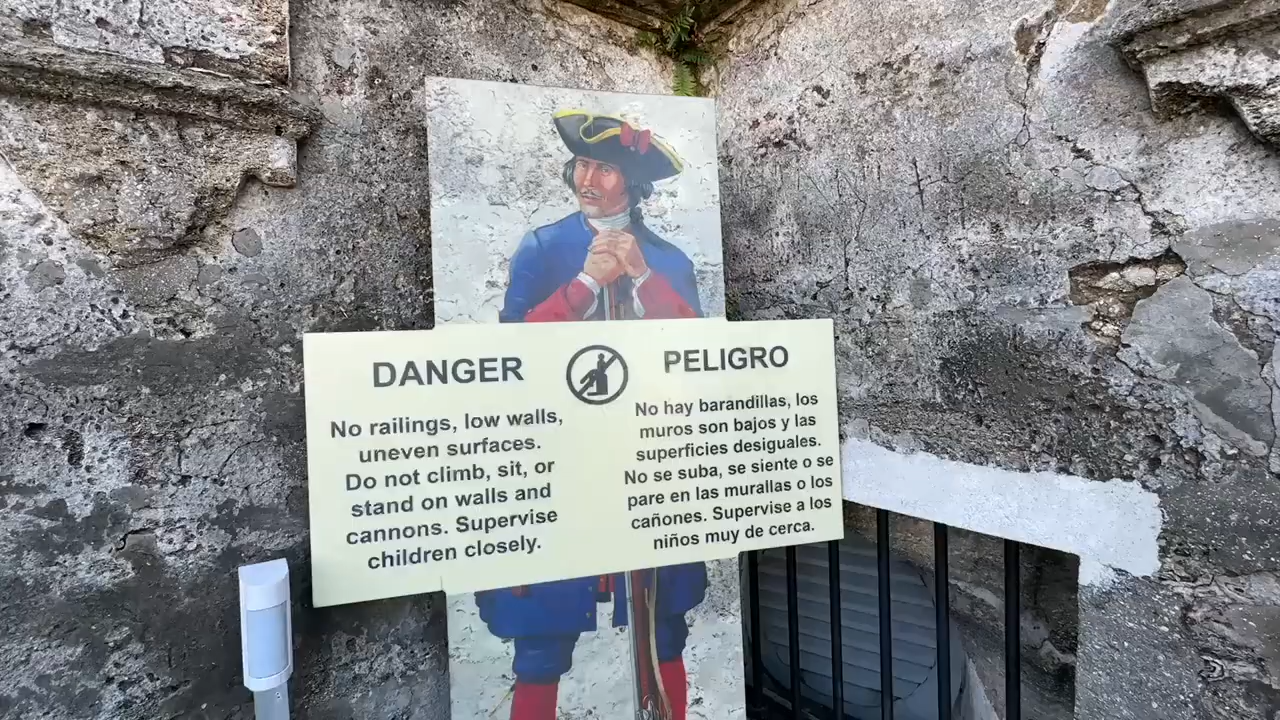 DANGER
No railings, low walls,
uneven surfaces.
Do not climb, sit, or
stand on walls and
cannons. Supervise
children closely.
PELIGRO
No hay barandillas, los
muros son bajos y las
superficies desiguales.
No se suba, se siente o se
pare en las murallas o los
cañones. Supervise a los
niños muy de cerca.